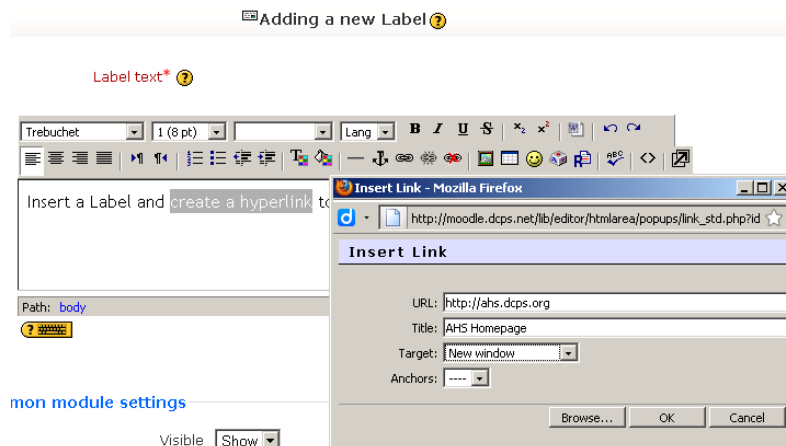 Adding a new Label
Label text*
Trebuchet 1 (8 pt) Lang B I U S x₂ x²
Insert a Label and create a hyperlink to
Path: body
mon module settings
Visible Show
Insert Link - Mozilla Firefox
http://moodle.dcps.net/lib/editor/htmlarea/popups/link_std.php?id
Insert Link
URL: http://ahs.dcps.org
Title: AHS Homepage
Target: New window
Anchors: ----
Browse... OK Cancel